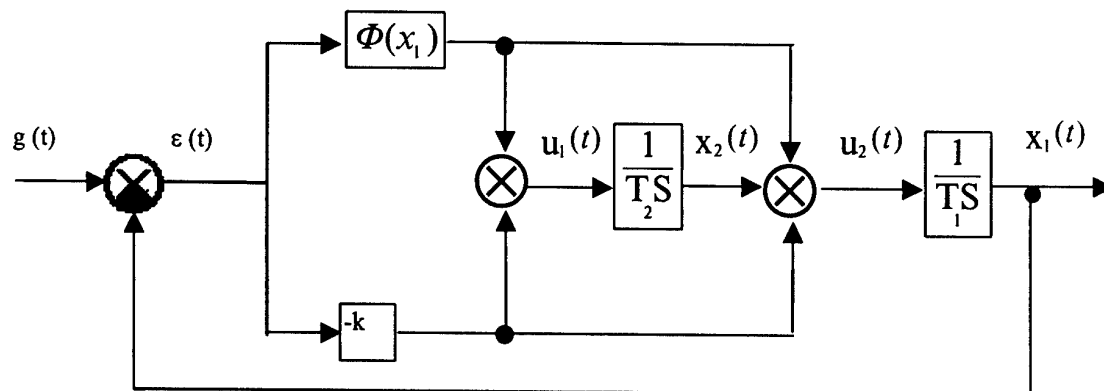 Φ(x₁)
g (t)
ε (t)
u₁(t)
1
T₂S
x₂(t)
u₂(t)
1
T₁S
x₁(t)
-k